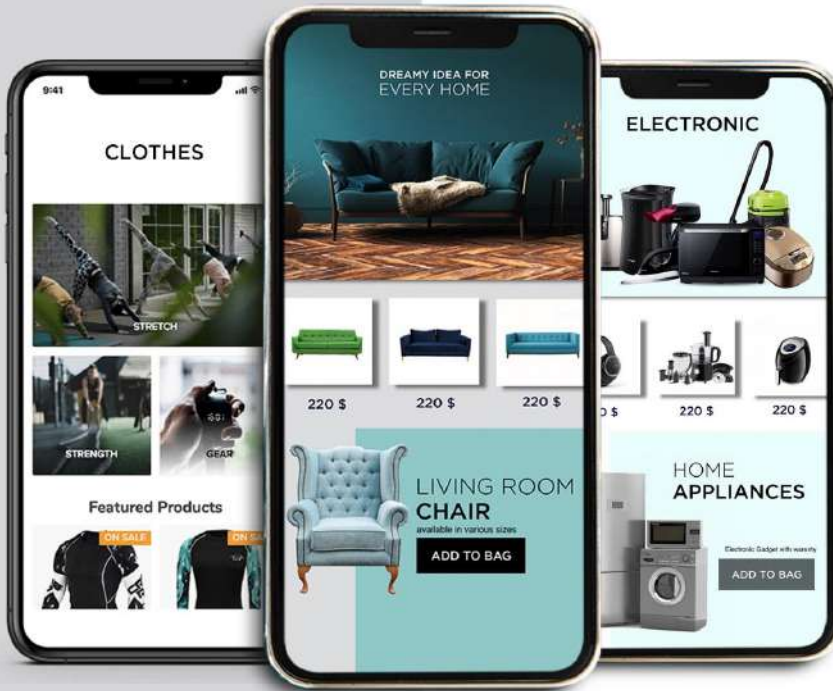 9:41
CLOTHES
STRETCH
STRENGTH
GEAR
Featured Products
ON SALE
ON SA
DREAMY IDEA FOR
EVERY HOME
220 $
220 $
220 $
LIVING ROOM
CHAIR
available in various sizes
ADD TO BAG
ELECTRONIC
0 $
220 $
220 $
HOME
APPLIANCES
Electronic Gadget with warrenty
ADD TO BAG